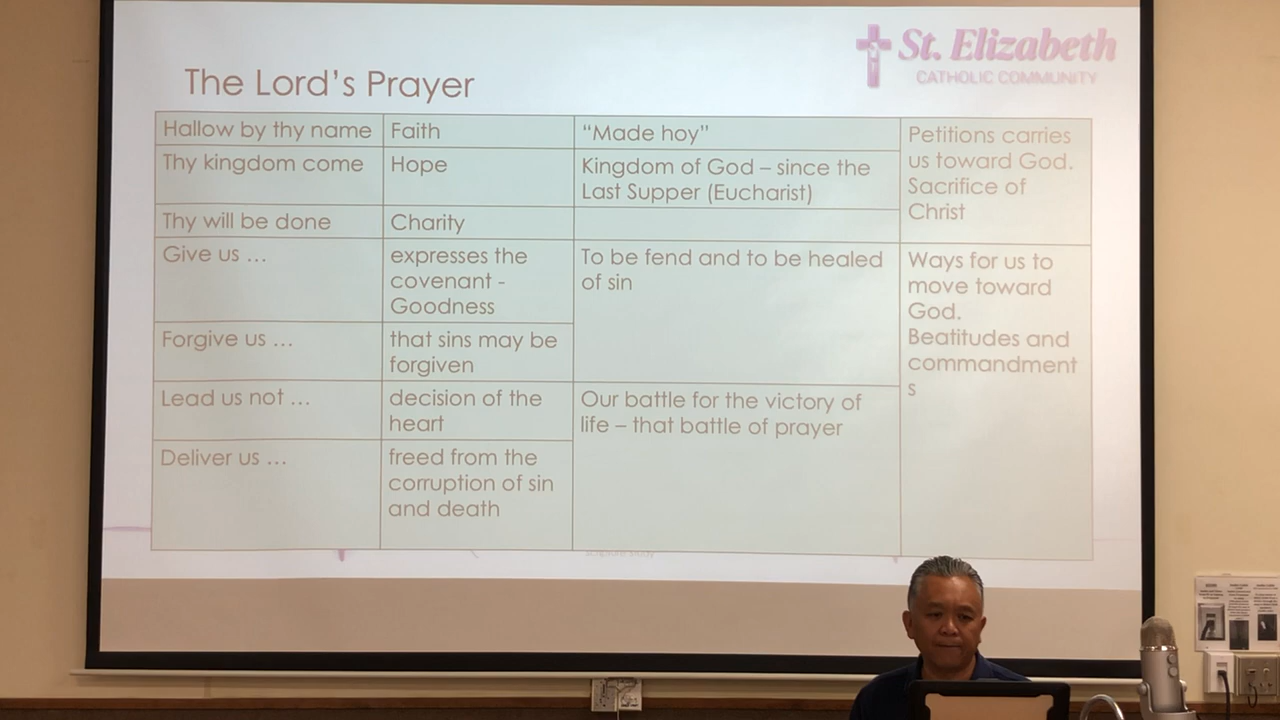 St. Elizabeth
CATHOLIC COMMUNITY
The Lord's Prayer
Hallow by thy name
Faith
“Made hoy”
Petitions carries
us toward God.
Sacrifice of
Christ
Thy kingdom come
Hope
Kingdom of God – since the
Last Supper (Eucharist)
Thy will be done
Charity
Give us …
expresses the
covenant -
Goodness
To be fend and to be healed
of sin
Ways for us to
move toward
God.
Beatitudes and
commandment
s
Forgive us …
that sins may be
forgiven
Lead us not …
decision of the
heart
Our battle for the victory of
life – that battle of prayer
Deliver us …
freed from the
corruption of sin
and death
Scripture Study